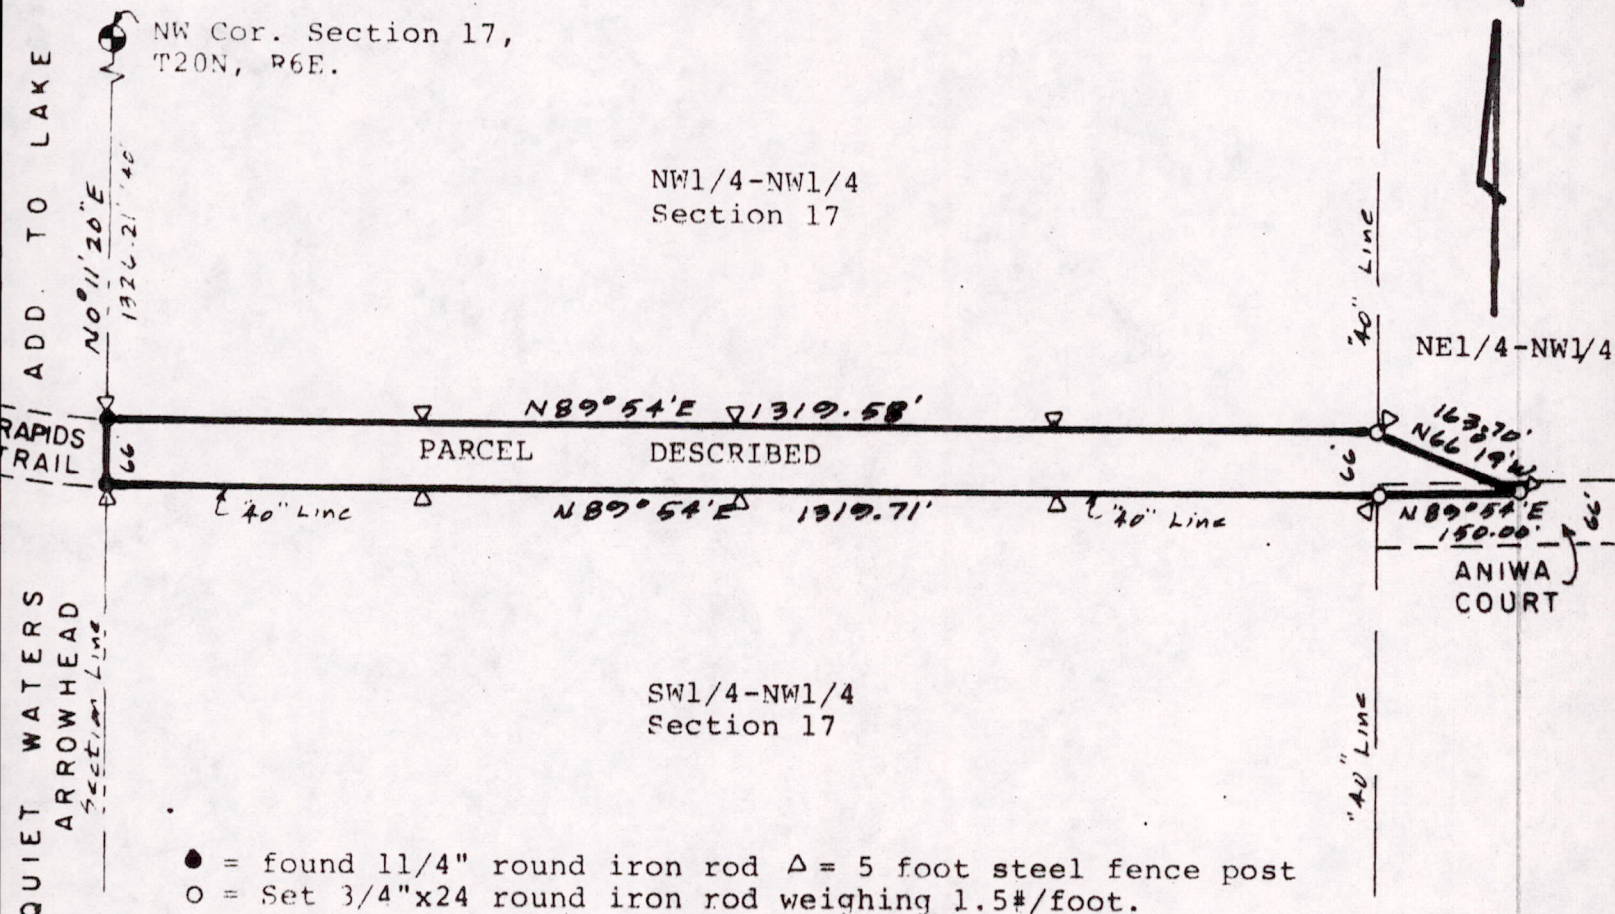 NW Cor. Section 17,
T20N, R6E.
ADD. TO LAKE
N0°11'20"E
NW1/4-NW1/4
Section 17
"40" Line
NE1/4-NW1/4
RAPIDS
TRAIL
66
N89°54'E 1319.58'
PARCEL DESCRIBED
163.70'
N66°19'W
66'
"40" Line
N89°54'E 1319.71'
"40" Line
N89°54'E
150.00'
66'
ANIWA
COURT
QUIET WATERS
ARROWHEAD
Section Line
SW1/4-NW1/4
Section 17
"40" Line
= found 11/4" round iron rod Δ = 5 foot steel fence post
O = Set 3/4"x24 round iron rod weighing 1.5#/foot.